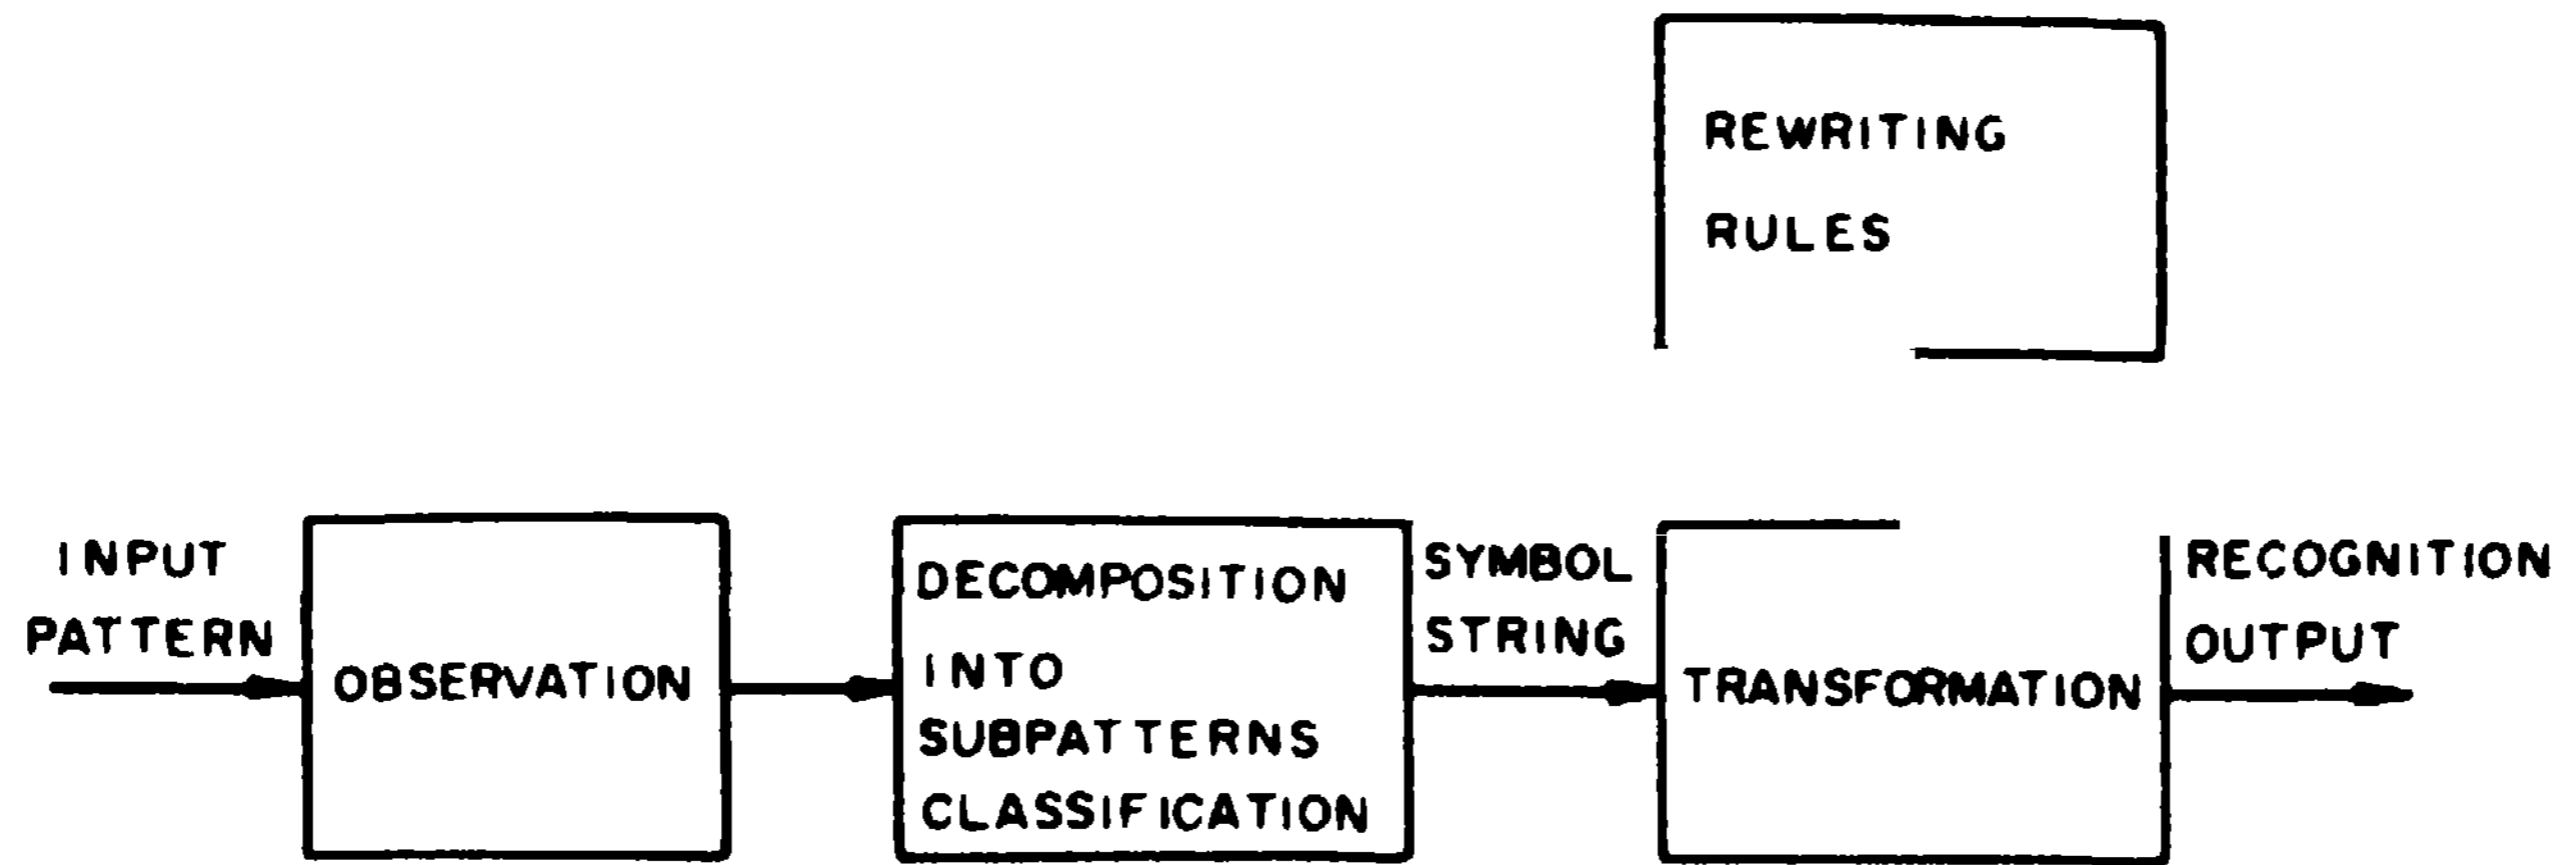 REWRITING
RULES
INPUT
PATTERN
OBSERVATION
DECOMPOSITION
INTO
SUBPATTERNS
CLASSIFICATION
SYMBOL
STRING
TRANSFORMATION
RECOGNITION
OUTPUT